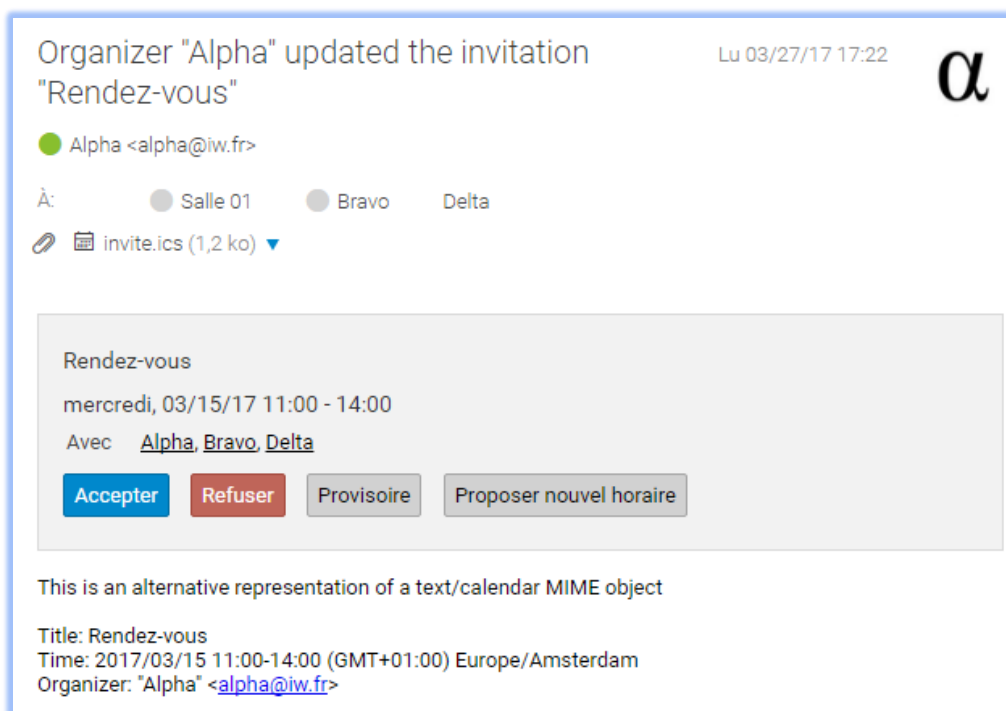 Organizer "Alpha" updated the invitation
"Rendez-vous"
Lu 03/27/17 17:22
α
Alpha <alpha@iw.fr>
À: Salle 01 Bravo Delta
invite.ics (1,2 ko)
Rendez-vous
mercredi, 03/15/17 11:00 - 14:00
Avec Alpha, Bravo, Delta
Accepter Refuser Provisoire Proposer nouvel horaire
This is an alternative representation of a text/calendar MIME object
Title: Rendez-vous
Time: 2017/03/15 11:00-14:00 (GMT+01:00) Europe/Amsterdam
Organizer: "Alpha" <alpha@iw.fr>